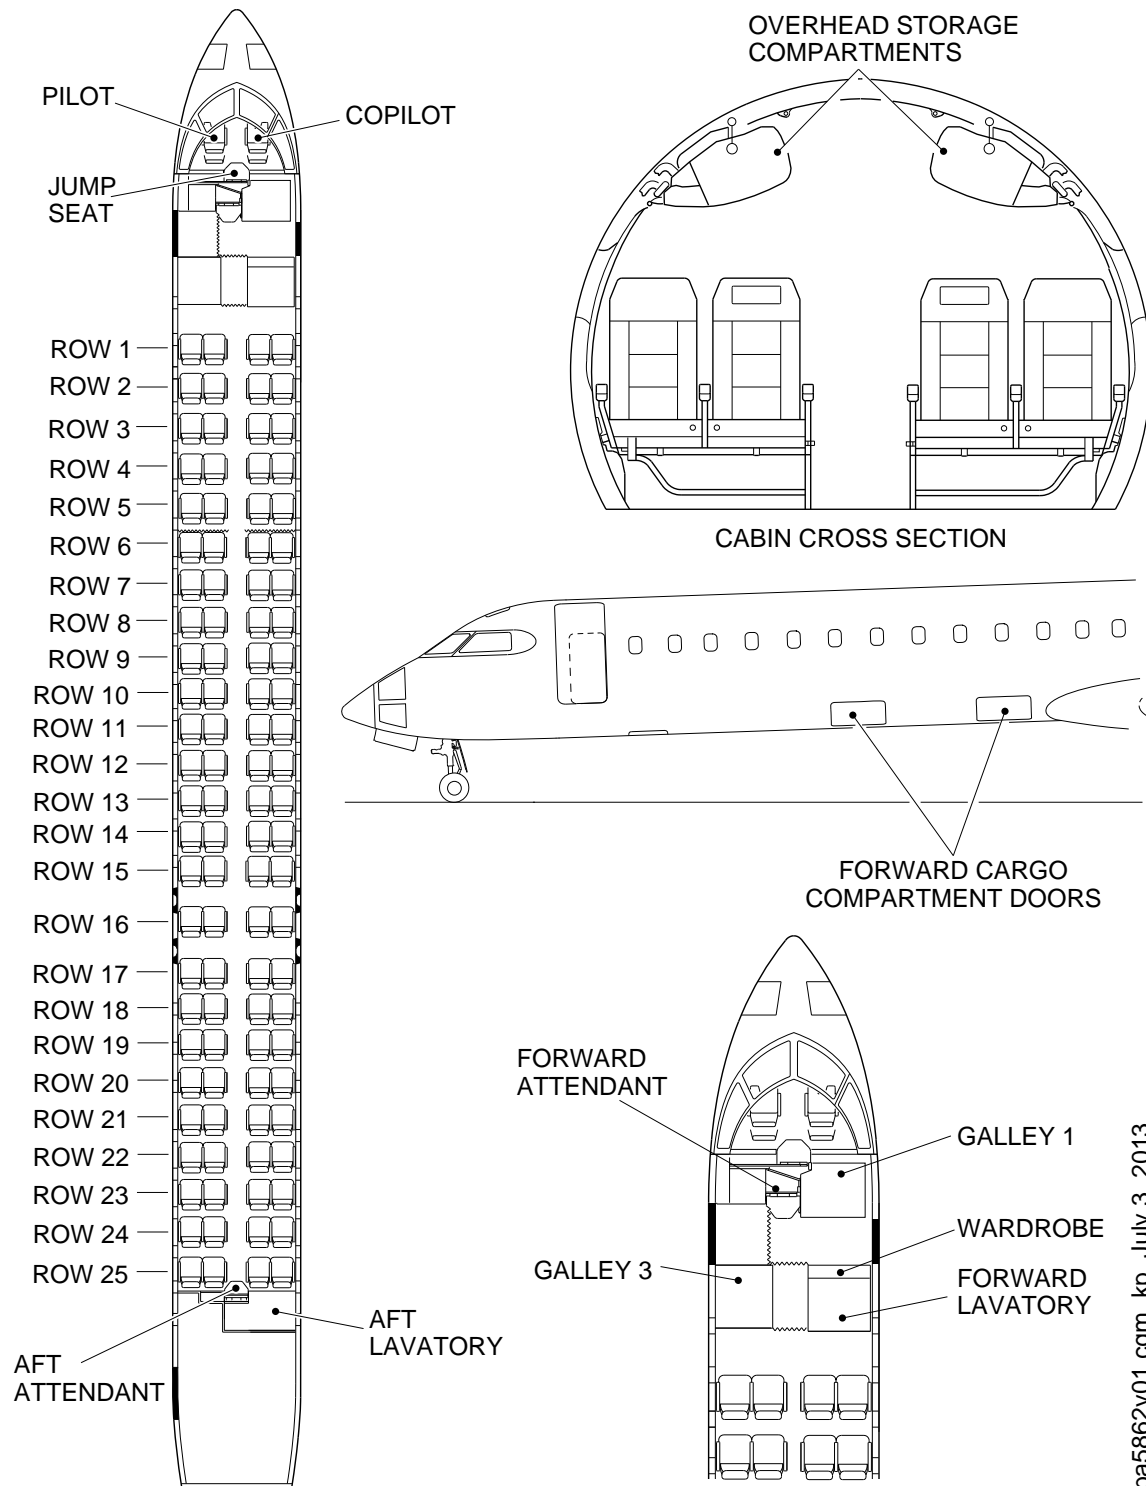 PILOT
COPILOT
JUMP
SEAT
ROW 1
ROW 2
ROW 3
ROW 4
ROW 5
ROW 6
ROW 7
ROW 8
ROW 9
ROW 10
ROW 11
ROW 12
ROW 13
ROW 14
ROW 15
ROW 16
ROW 17
ROW 18
ROW 19
ROW 20
ROW 21
ROW 22
ROW 23
ROW 24
ROW 25
AFT
LAVATORY
AFT
ATTENDANT
OVERHEAD STORAGE
COMPARTMENTS
CABIN CROSS SECTION
FORWARD CARGO
COMPARTMENT DOORS
FORWARD
ATTENDANT
GALLEY 1
WARDROBE
GALLEY 3
FORWARD
LAVATORY
pa5862v01.cgm, kp, July 3, 2013